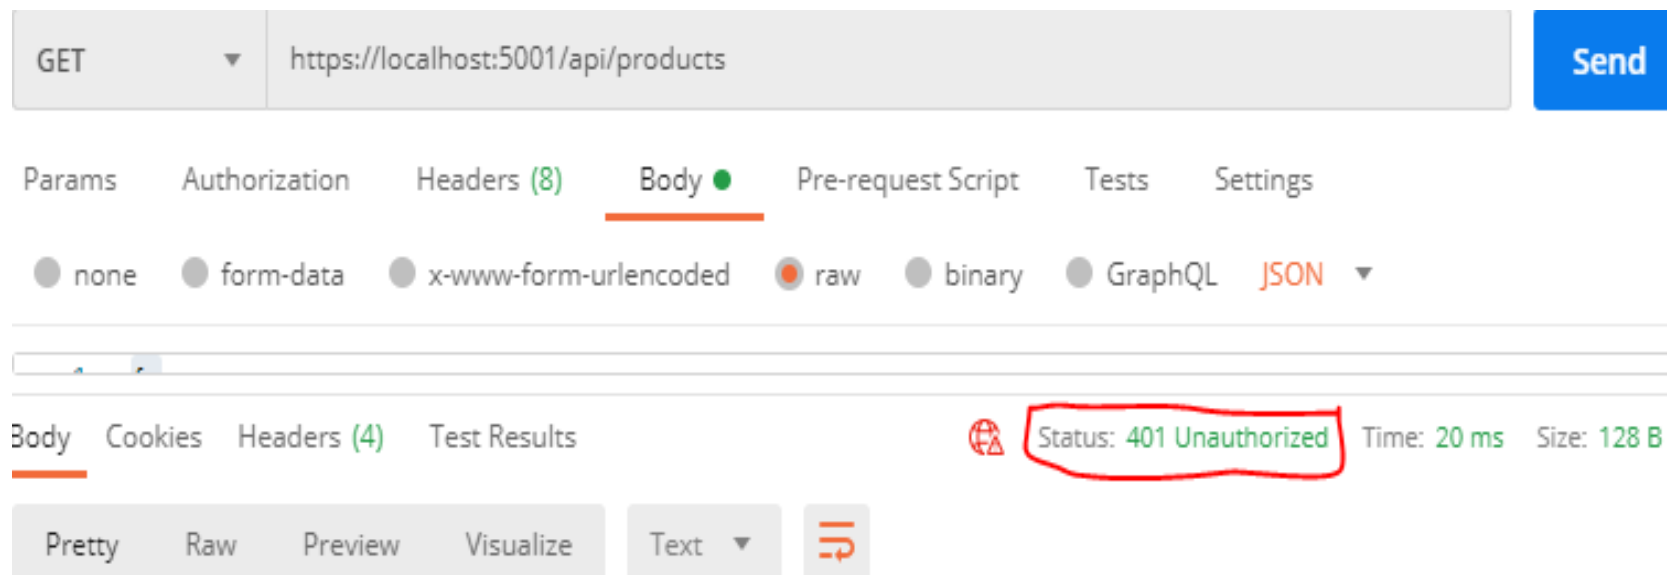 GET https://localhost:5001/api/products Send
Params Authorization Headers (8) Body Pre-request Script Tests Settings
none form-data x-www-form-urlencoded raw binary GraphQL JSON
Body Cookies Headers (4) Test Results Status: 401 Unauthorized Time: 20 ms Size: 128 B
Pretty Raw Preview Visualize Text